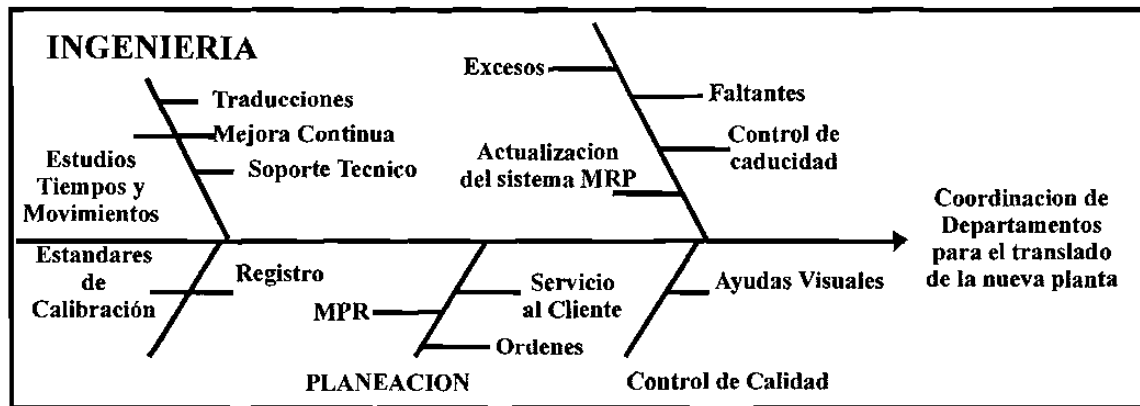 INGENIERIA
Excesos
Traducciones
Faltantes
Mejora Continua
Control de
caducidad
Estudios
Tiempos y
Movimientos
Soporte Tecnico
Actualizacion
del sistema MRP
Coordinacion de
Departamentos
para el translado
de la nueva planta
Estandares
de
Calibración
Registro
MPR
Servicio
al Cliente
Ordenes
Ayudas Visuales
PLANEACION
Control de Calidad